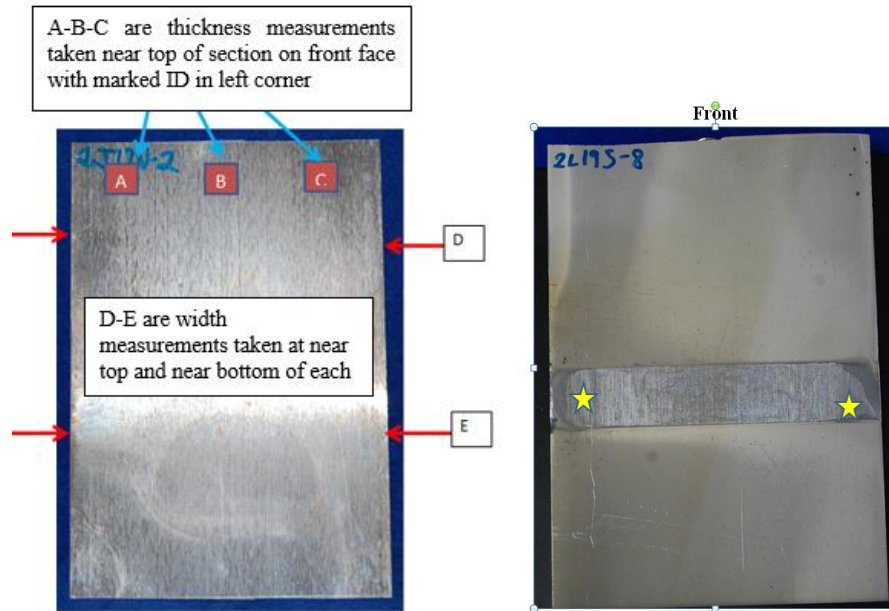 A-B-C are thickness measurements
taken near top of section on front face
with marked ID in left corner
A
B
C
D
D-E are width
measurements taken at near
top and near bottom of each
E
Front
2L19S-8